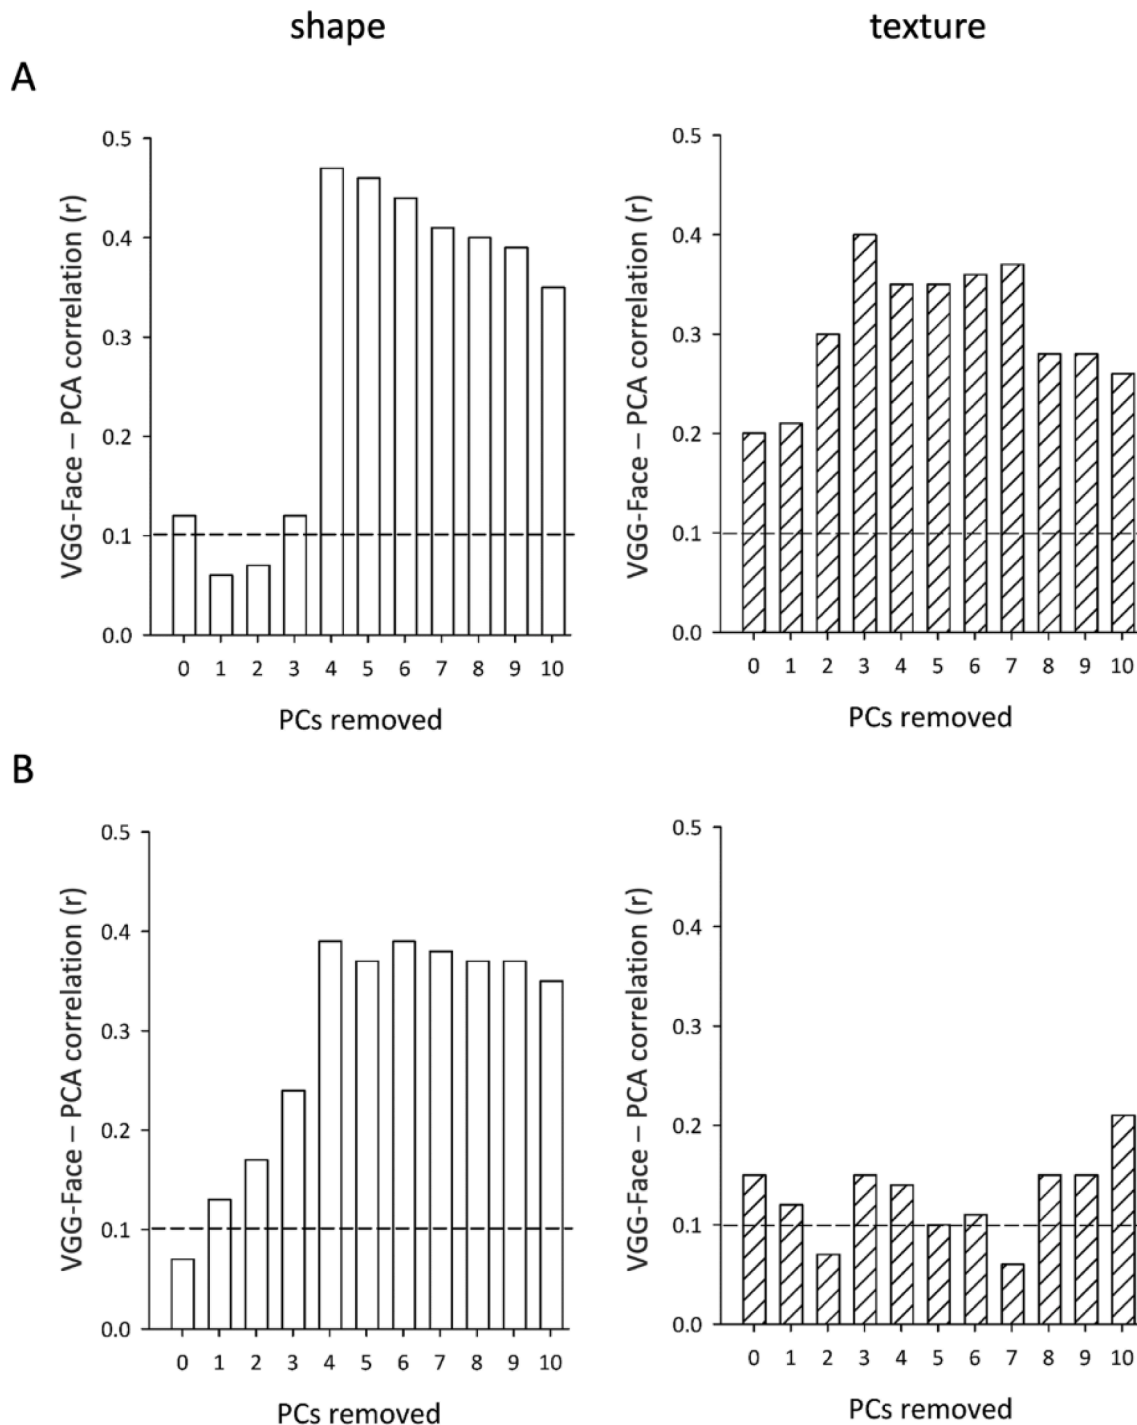 shape texture
A
VGG-Face – PCA correlation (r)
0.5
0.4
0.3
0.2
0.1
0.0
0 1 2 3 4 5 6 7 8 9 10
PCs removed
VGG-Face – PCA correlation (r)
0.5
0.4
0.3
0.2
0.1
0.0
0 1 2 3 4 5 6 7 8 9 10
PCs removed
B
VGG-Face – PCA correlation (r)
0.5
0.4
0.3
0.2
0.1
0.0
0 1 2 3 4 5 6 7 8 9 10
PCs removed
VGG-Face – PCA correlation (r)
0.5
0.4
0.3
0.2
0.1
0.0
0 1 2 3 4 5 6 7 8 9 10
PCs removed